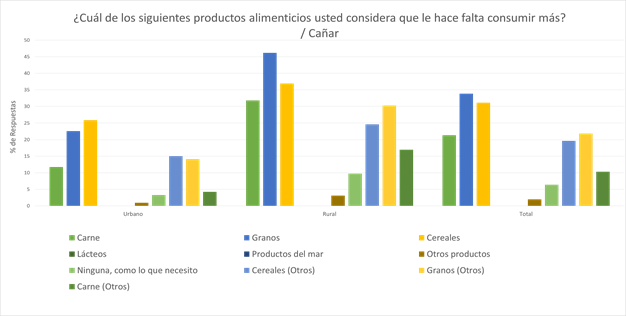 ¿Cuál de los siguientes productos alimenticios usted considera que le hace falta consumir más?
/ Cañar
50
45
40
35
30
25
20
15
10
5
0
% de Respuestas
Urbano Rural Total
Carne Granos Cereales
Lácteos Productos del mar Otros productos
Ninguna, como lo que necesito Cereales (Otros) Granos (Otros)
Carne (Otros)